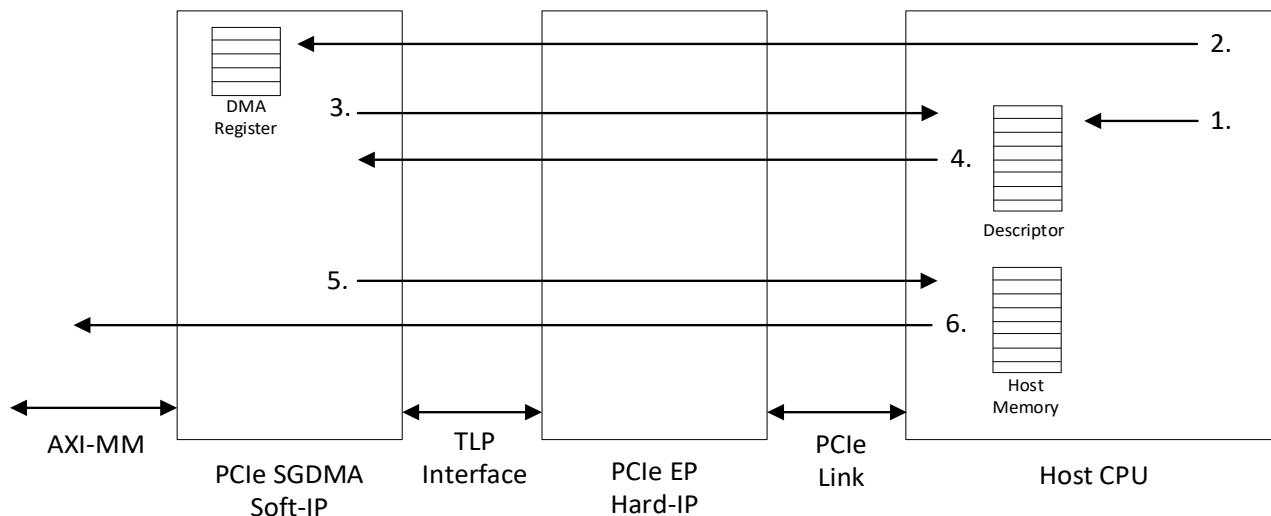 2.
DMA
Register
3.
1.
4.
Descriptor
5.
6.
Host
Memory
AXI-MM
TLP
Interface
PCIe
Link
PCIe SGDMA
Soft-IP
PCIe EP
Hard-IP
Host CPU